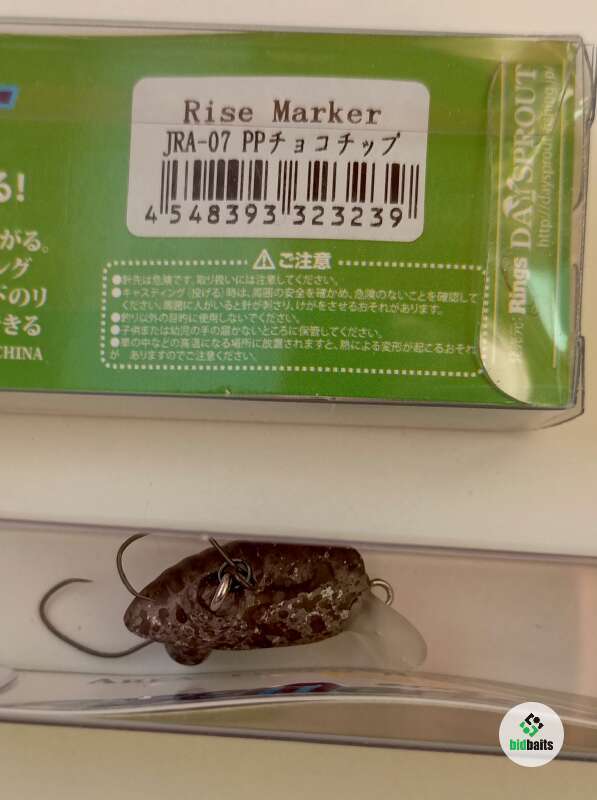 Rise Marker
JRA-07 PPチョコチップ
4 548393 323239
る!
がる。
ング
下のリ
できる
CHINA
ご注意
●針先は危険です。取り扱いには注意してください。
●キャスティング(投げる)時は、周囲の安全を確かめ、危険のないことを確認して
ください。周囲に人がいると針がささり、けがをさせるおそれがあります。
●釣り以外の目的に使用しないでください。
●子供または幼児の手の届かないところに保管してください。
●車の中などの高温になる場所に放置されますと、熱による変形が起こるおそれ
が ありますのでご注意ください。
Rings
DAYSPROUT
bidbaits